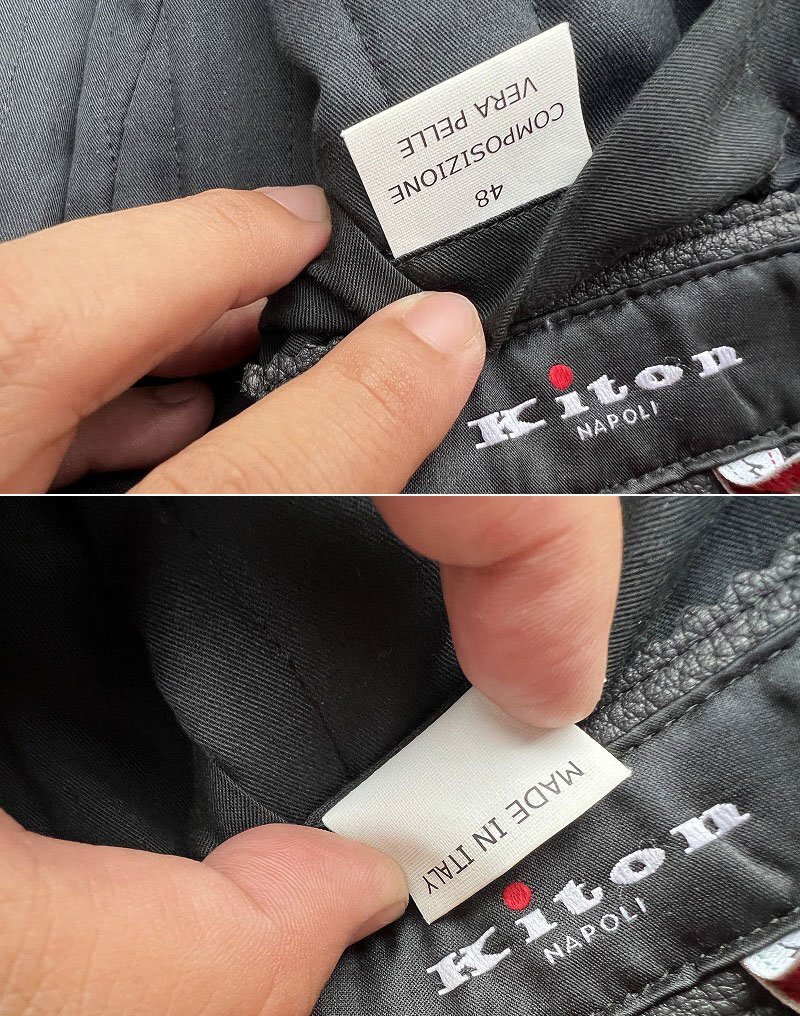 48
COMPOSIZIONE
VERA PELLE
Kiton
NAPOLI
MADE IN ITALY
Kiton
NAPOLI